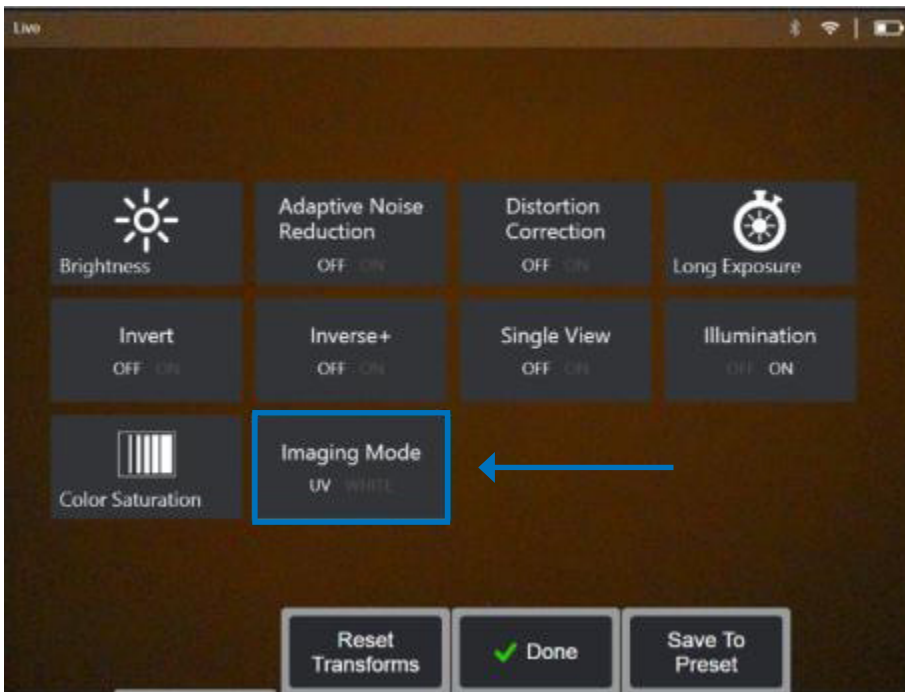 Live
Brightness
Adaptive Noise
Reduction
OFF ON
Distortion
Correction
OFF ON
Long Exposure
Invert
OFF ON
Inverse+
OFF ON
Single View
OFF ON
Illumination
OFF ON
Color Saturation
Imaging Mode
UV WHITE
Reset
Transforms
Done
Save To
Preset